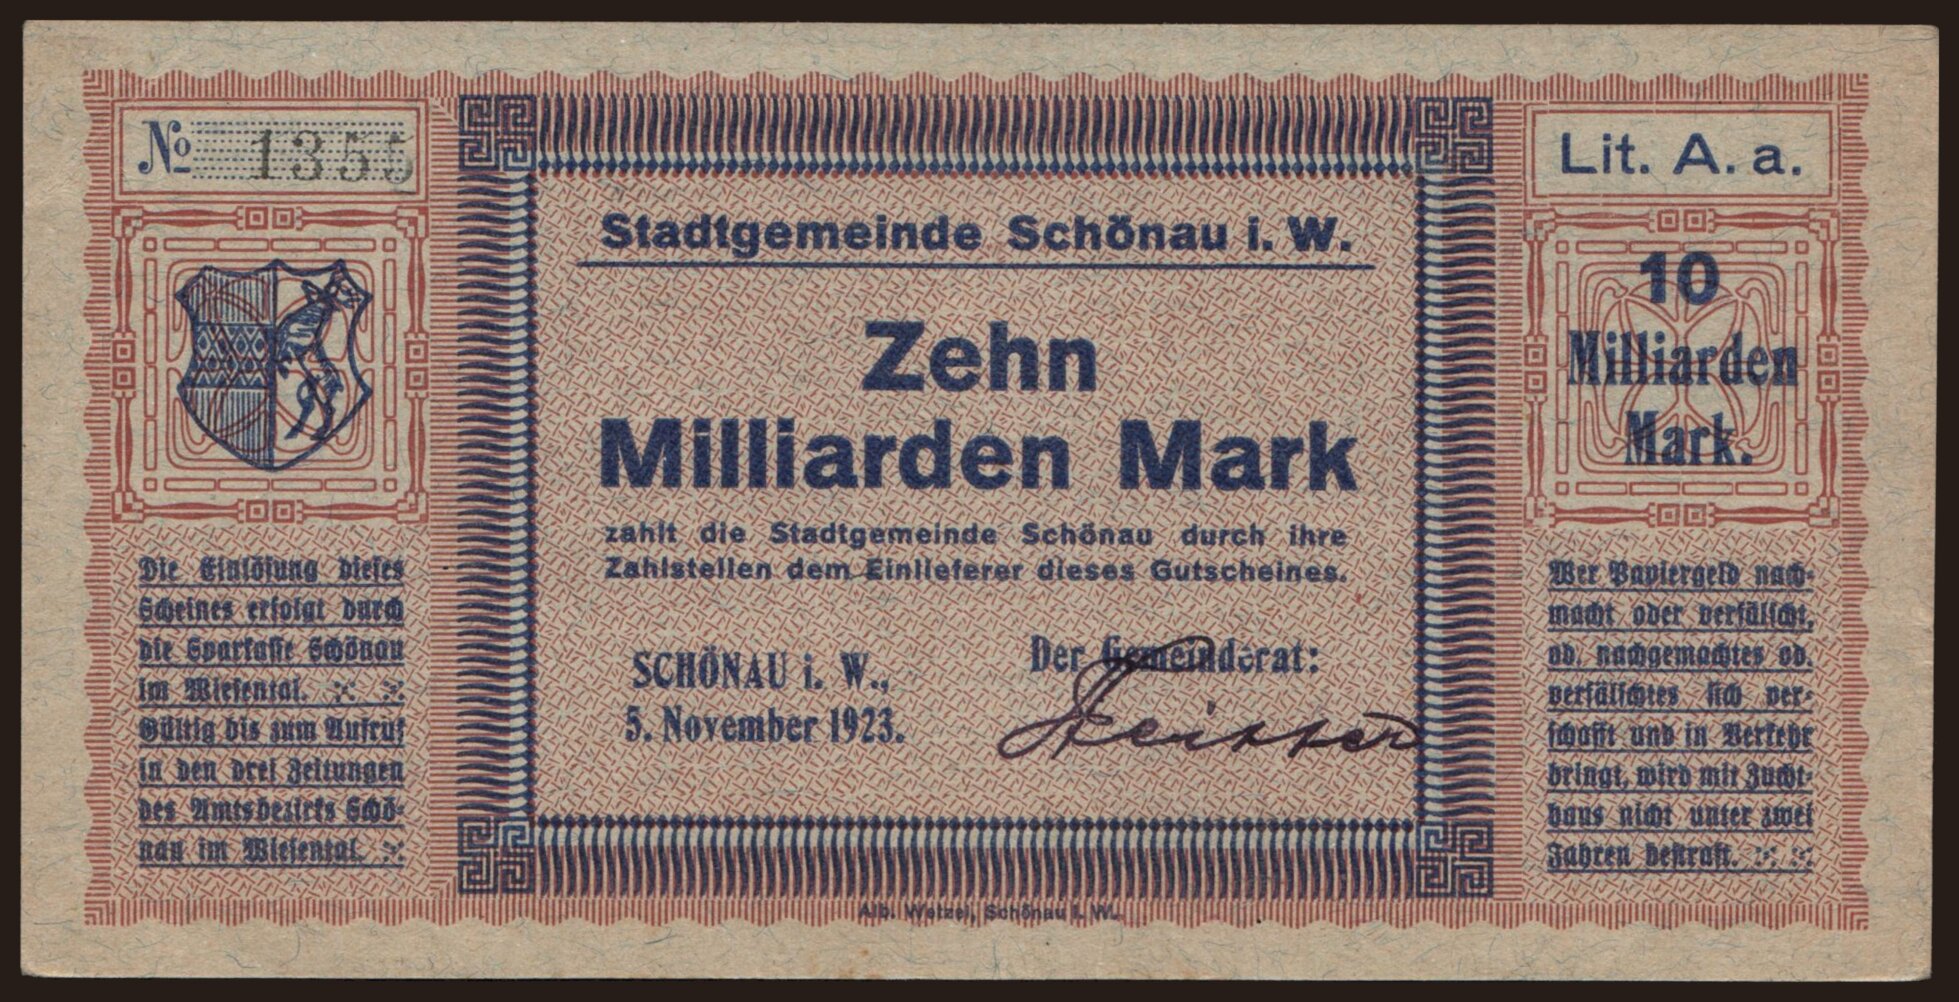 No 1355
Lit. A. a.
Stadtgemeinde Schönau i. W.
Zehn
Milliarden Mark
zahlt die Stadtgemeinde Schönau durch ihre
Zahlstellen dem Einlieferer dieses Gutscheines.
SCHÖNAU i. W.,
5. November 1923.
Der Gemeinderat:
10
Milliarden
Mark.
Die Einlösung dieses
Scheines erfolgt durch
die Sparkasse Schönau
im Wiesental.
Gültig bis zum Aufruf
in den drei Zeitungen
des Amtsbezirks Schö-
nau im Wiesental.
Wer Papiergeld nach-
macht oder verfälscht,
od. nachgemachtes od.
verfälschtes sich ver-
schafft und in Verkehr
bringt, wird mit Zucht-
haus nicht unter zwei
Jahren bestraft.
Alb. Wetzel, Schönau i. W.